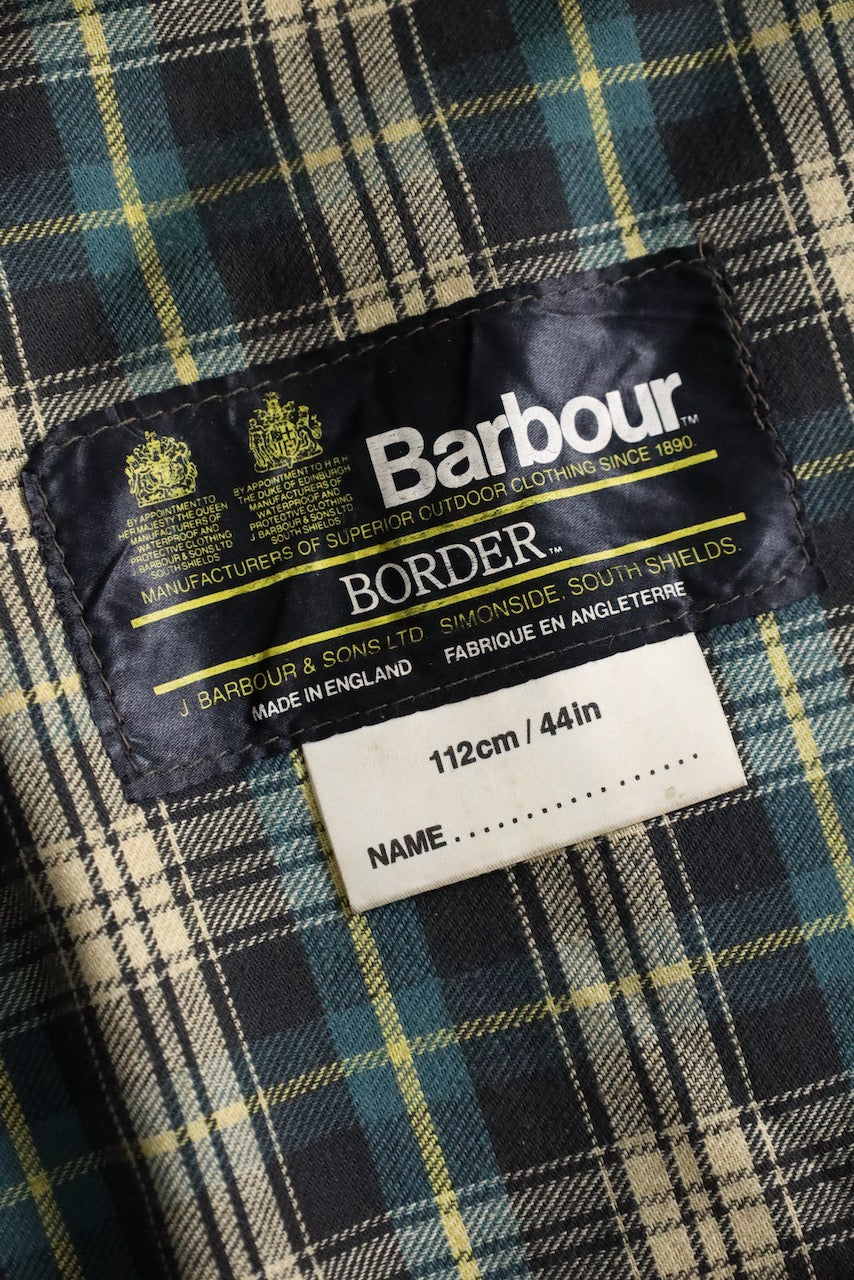 BY APPOINTMENT TO
HER MAJESTY THE QUEEN
MANUFACTURERS OF
WATERPROOF AND
PROTECTIVE CLOTHING
J BARBOUR & SONS LTD
SOUTH SHIELDS
BY APPOINTMENT TO H R H
THE DUKE OF EDINBURGH
MANUFACTURERS OF
WATERPROOF AND
PROTECTIVE CLOTHING
J BARBOUR & SONS LTD
SOUTH SHIELDS
Barbour™
MANUFACTURERS OF SUPERIOR OUTDOOR CLOTHING SINCE 1890.
BORDER™
J. BARBOUR & SONS LTD. SIMONSIDE, SOUTH SHIELDS.
MADE IN ENGLAND FABRIQUE EN ANGLETERRE
112cm / 44in
NAME .................